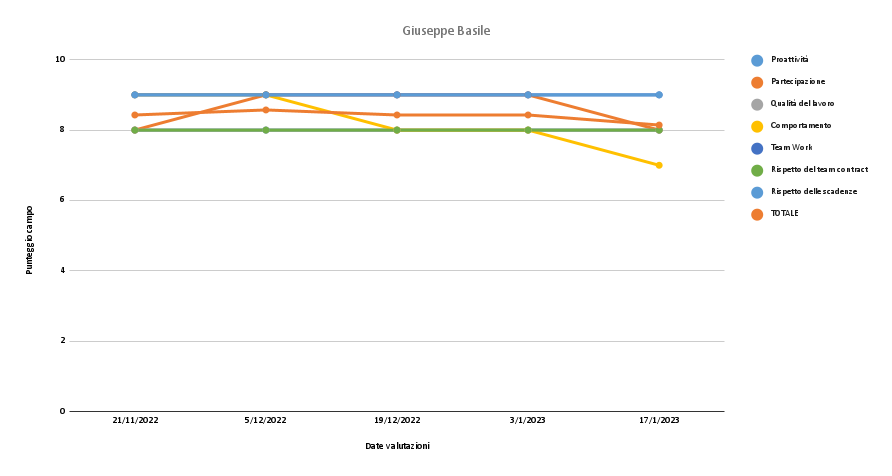 Giuseppe Basile
10
8
6
4
2
0
Punteggio campo
21/11/2022
5/12/2022
19/12/2022
3/1/2023
17/1/2023
Date valutazioni
Proattività
Partecipazione
Qualità del lavoro
Comportamento
Team Work
Rispetto del team contract
Rispetto delle scadenze
TOTALE